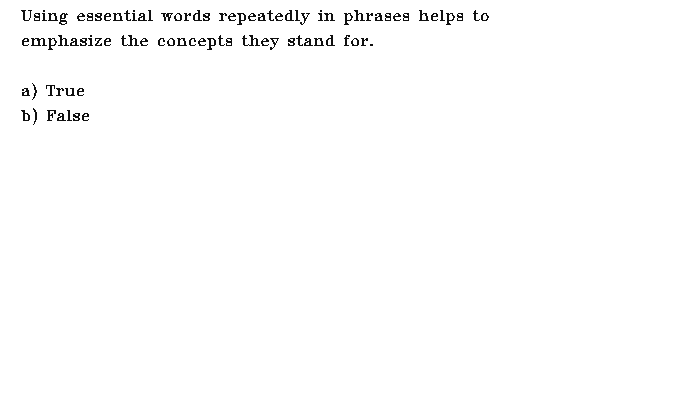 Using essential words repeatedly in phrases helps to
emphasize the concepts they stand for.
a) True
b) False